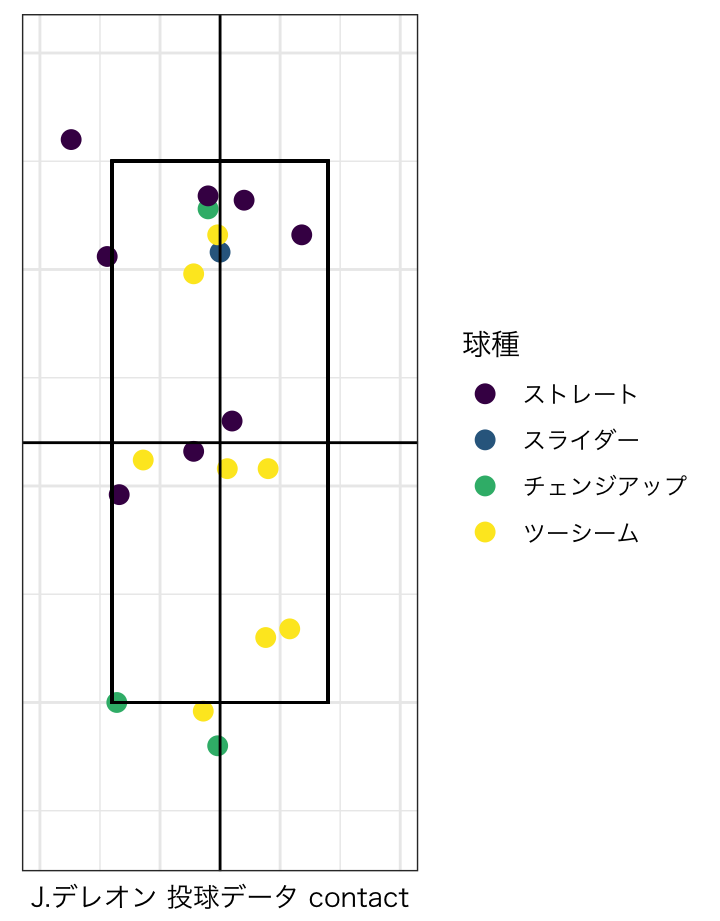 球種
ストレート
スライダー
チェンジアップ
ツーシーム
J.デレオン 投球データ contact